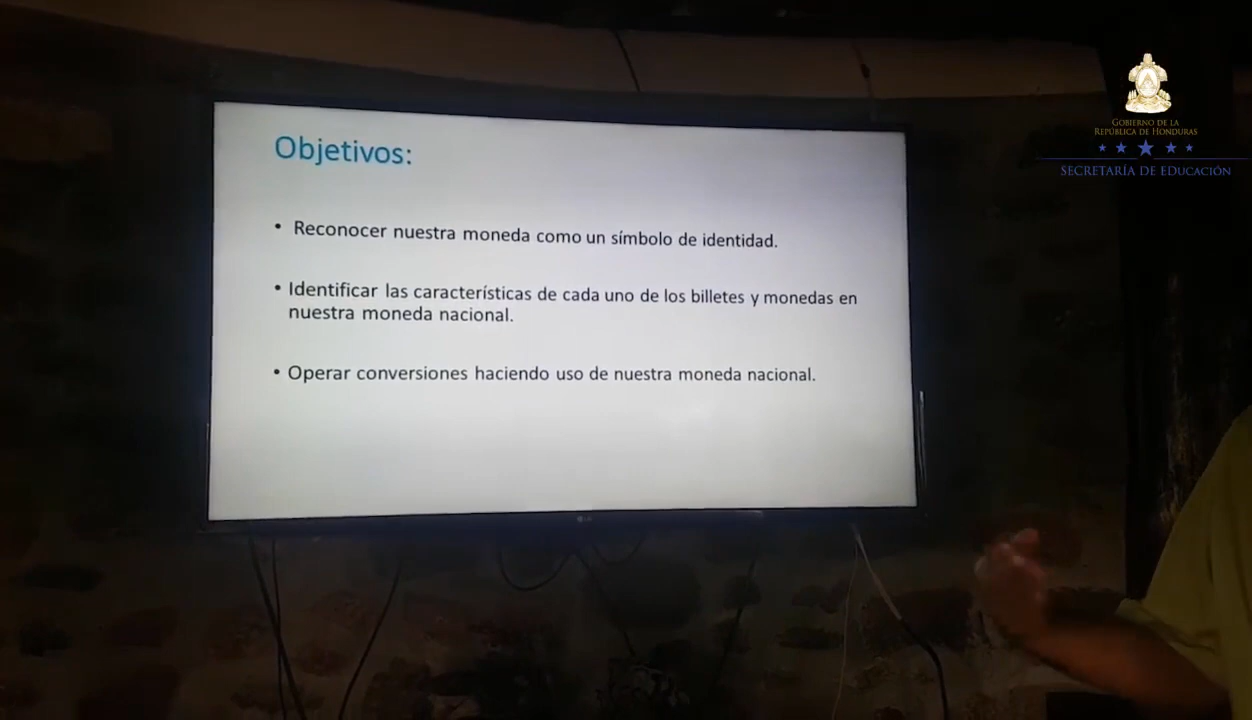 Objetivos:
• Reconocer nuestra moneda como un símbolo de identidad.
• Identificar las características de cada uno de los billetes y monedas en
nuestra moneda nacional.
• Operar conversiones haciendo uso de nuestra moneda nacional.
GOBIERNO DE LA
REPÚBLICA DE HONDURAS
SECRETARÍA DE EDUCACIÓN
LG